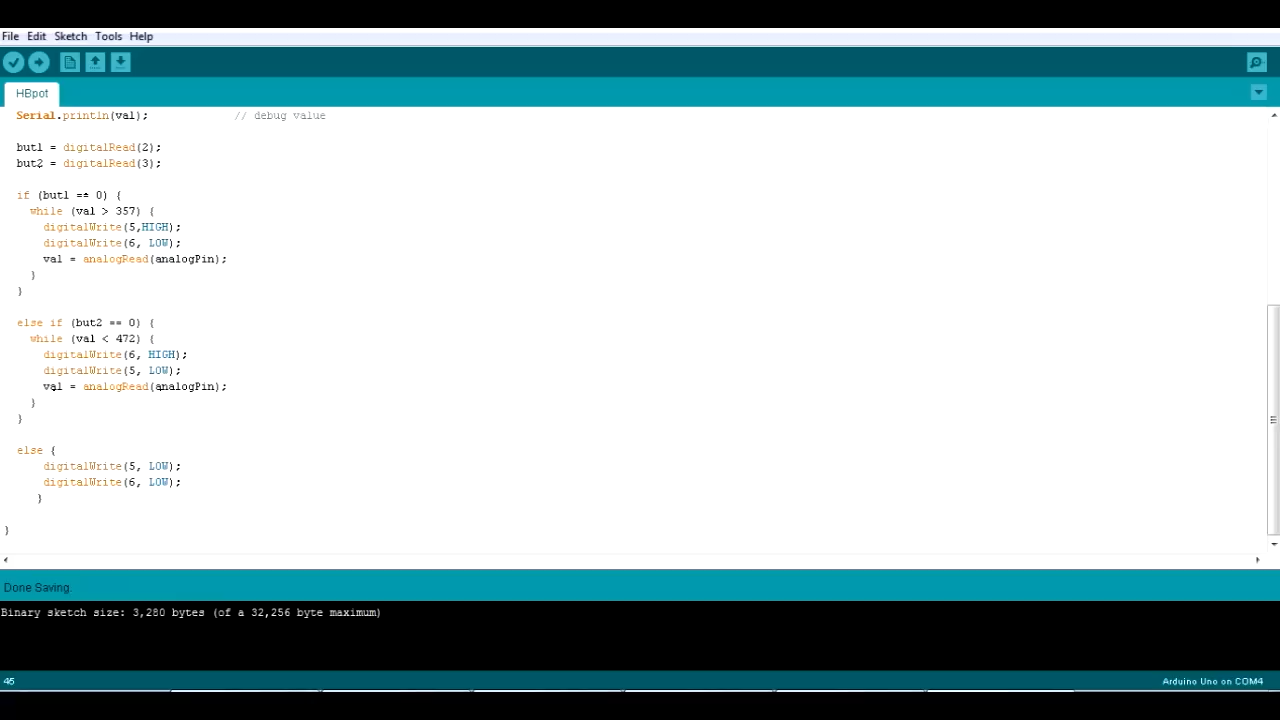 File Edit Sketch Tools Help
HBpot
Serial.println(val); // debug value
but1 = digitalRead(2);
but2 = digitalRead(3);
if (but1 == 0) {
while (val > 357) {
digitalWrite(5,HIGH);
digitalWrite(6, LOW);
val = analogRead(analogPin);
}
}
else if (but2 == 0) {
while (val < 472) {
digitalWrite(6, HIGH);
digitalWrite(5, LOW);
val = analogRead(analogPin);
}
}
else {
digitalWrite(5, LOW);
digitalWrite(6, LOW);
}
}
Done Saving.
Binary sketch size: 3,280 bytes (of a 32,256 byte maximum)
45 Arduino Uno on COM4